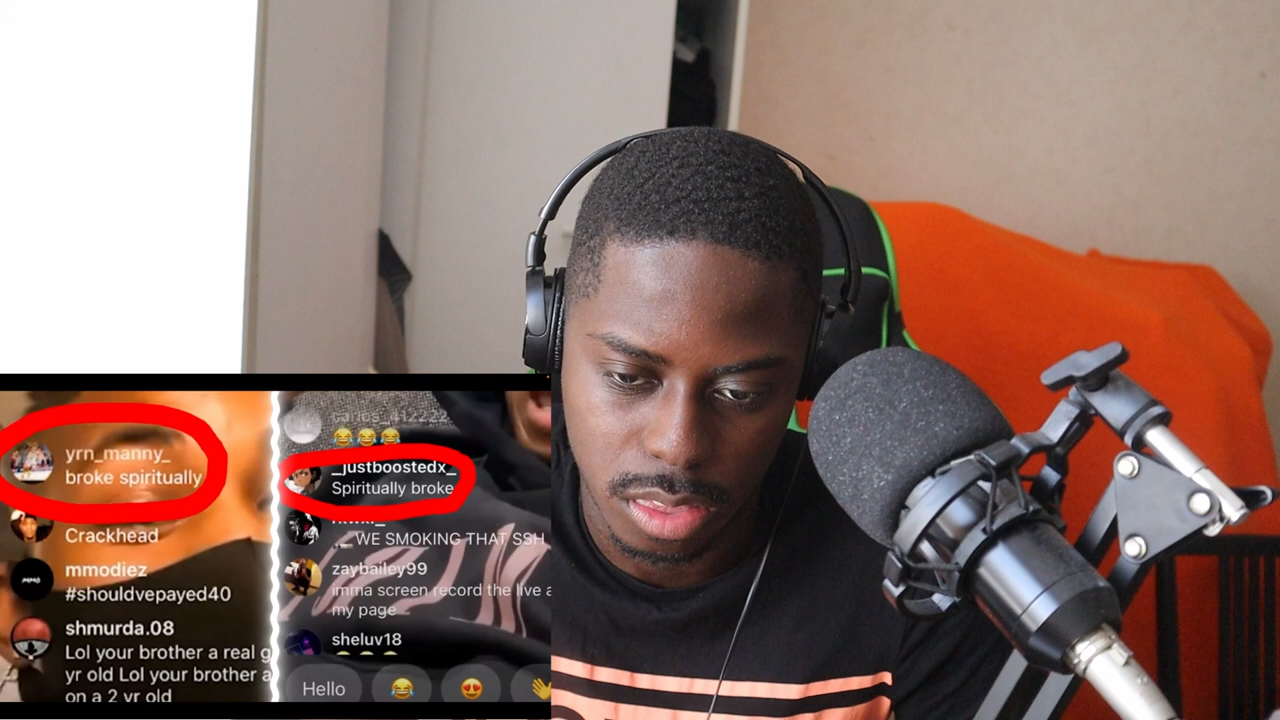 yrn_manny_
broke spiritually
Crackhead
mmodiez
#shouldvepayed40
shmurda.08
Lol your brother a real g
yr old Lol your brother a
on a 2 yr old
_justboostedx_
Spiritually broke
WE SMOKING THAT SSH
zaybailey99
imma screen record the live a
my page
sheluv18
Hello